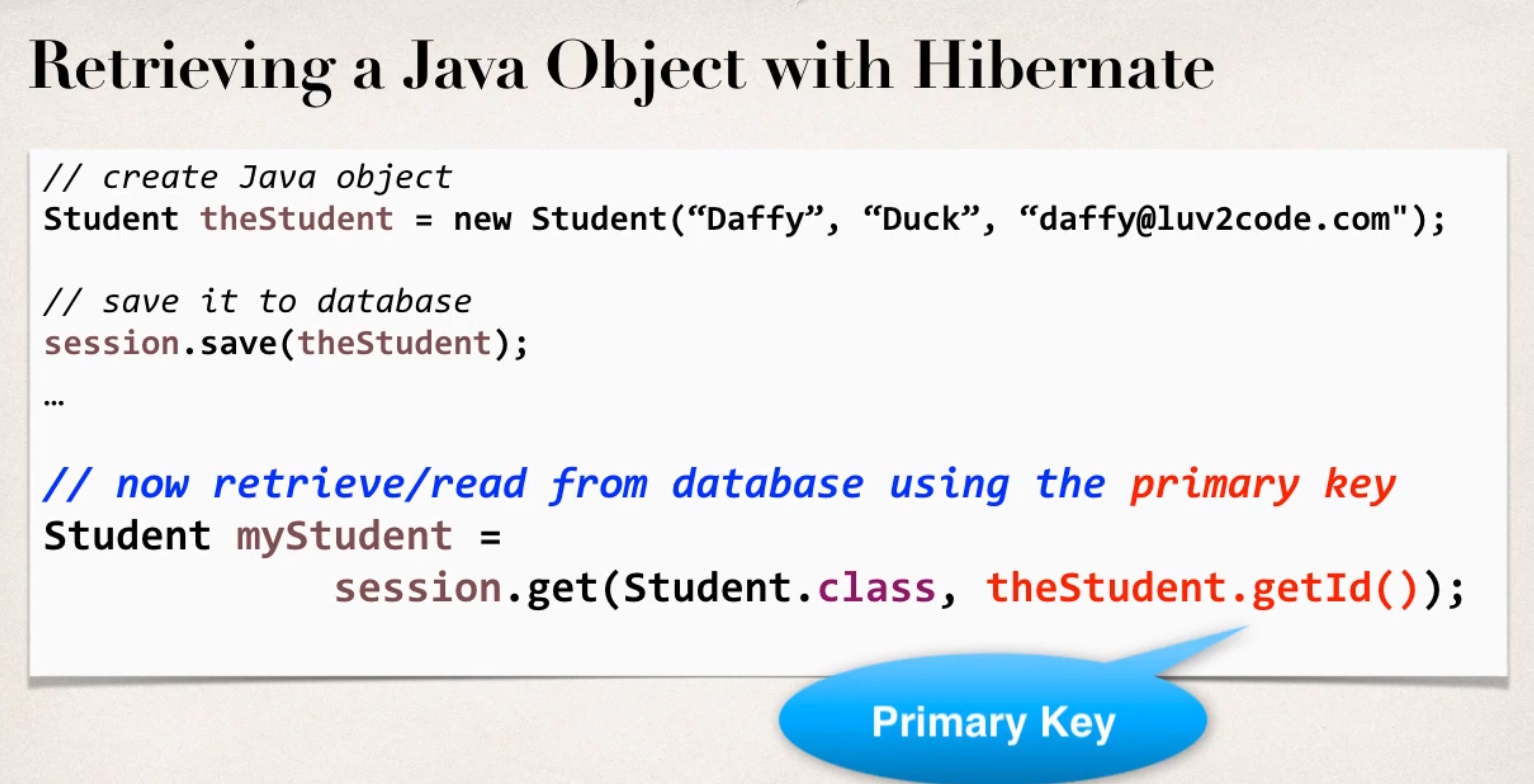 Retrieving a Java Object with Hibernate
// create Java object
Student theStudent = new Student(“Daffy”, “Duck”, “daffy@luv2code.com");
// save it to database
session.save(theStudent);
…
// now retrieve/read from database using the primary key
Student myStudent =
session.get(Student.class, theStudent.getId());
Primary Key